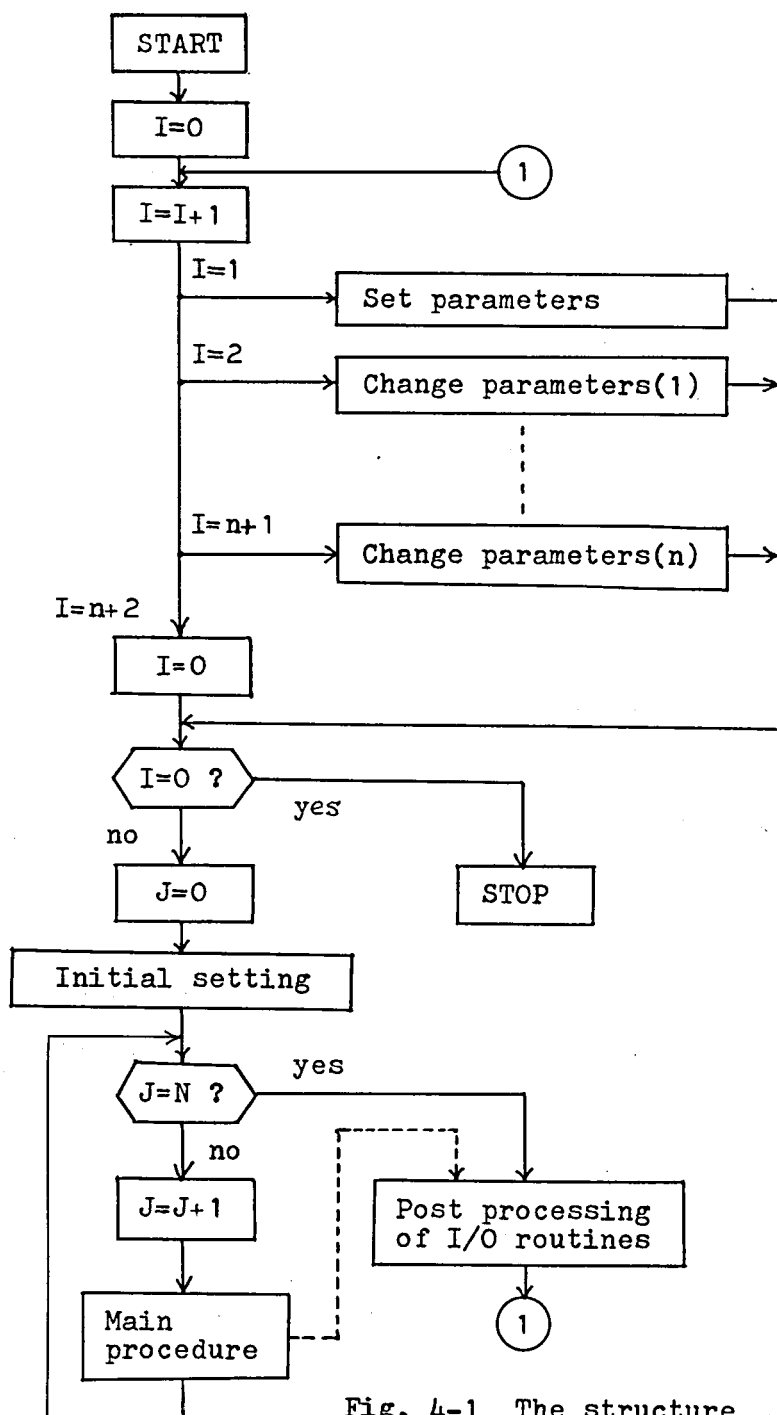 START
I=0
1
I=I+1
I=1
Set parameters
I=2
Change parameters(1)
I=n+1
Change parameters(n)
I=n+2
I=0
I=0 ?
yes
no
J=0
STOP
Initial setting
yes
J=N ?
no
J=J+1
Post processing
of I/O routines
Main
procedure
1
Fig. 4-1 The structure